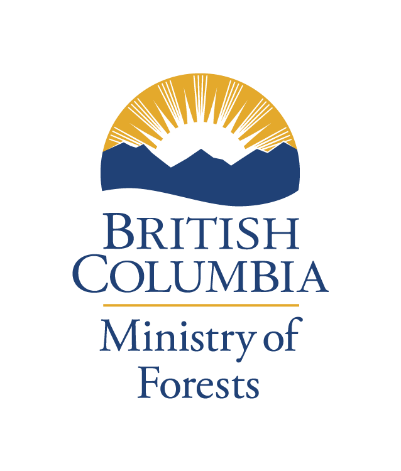 BRITISH
COLUMBIA
Ministry of
Forests